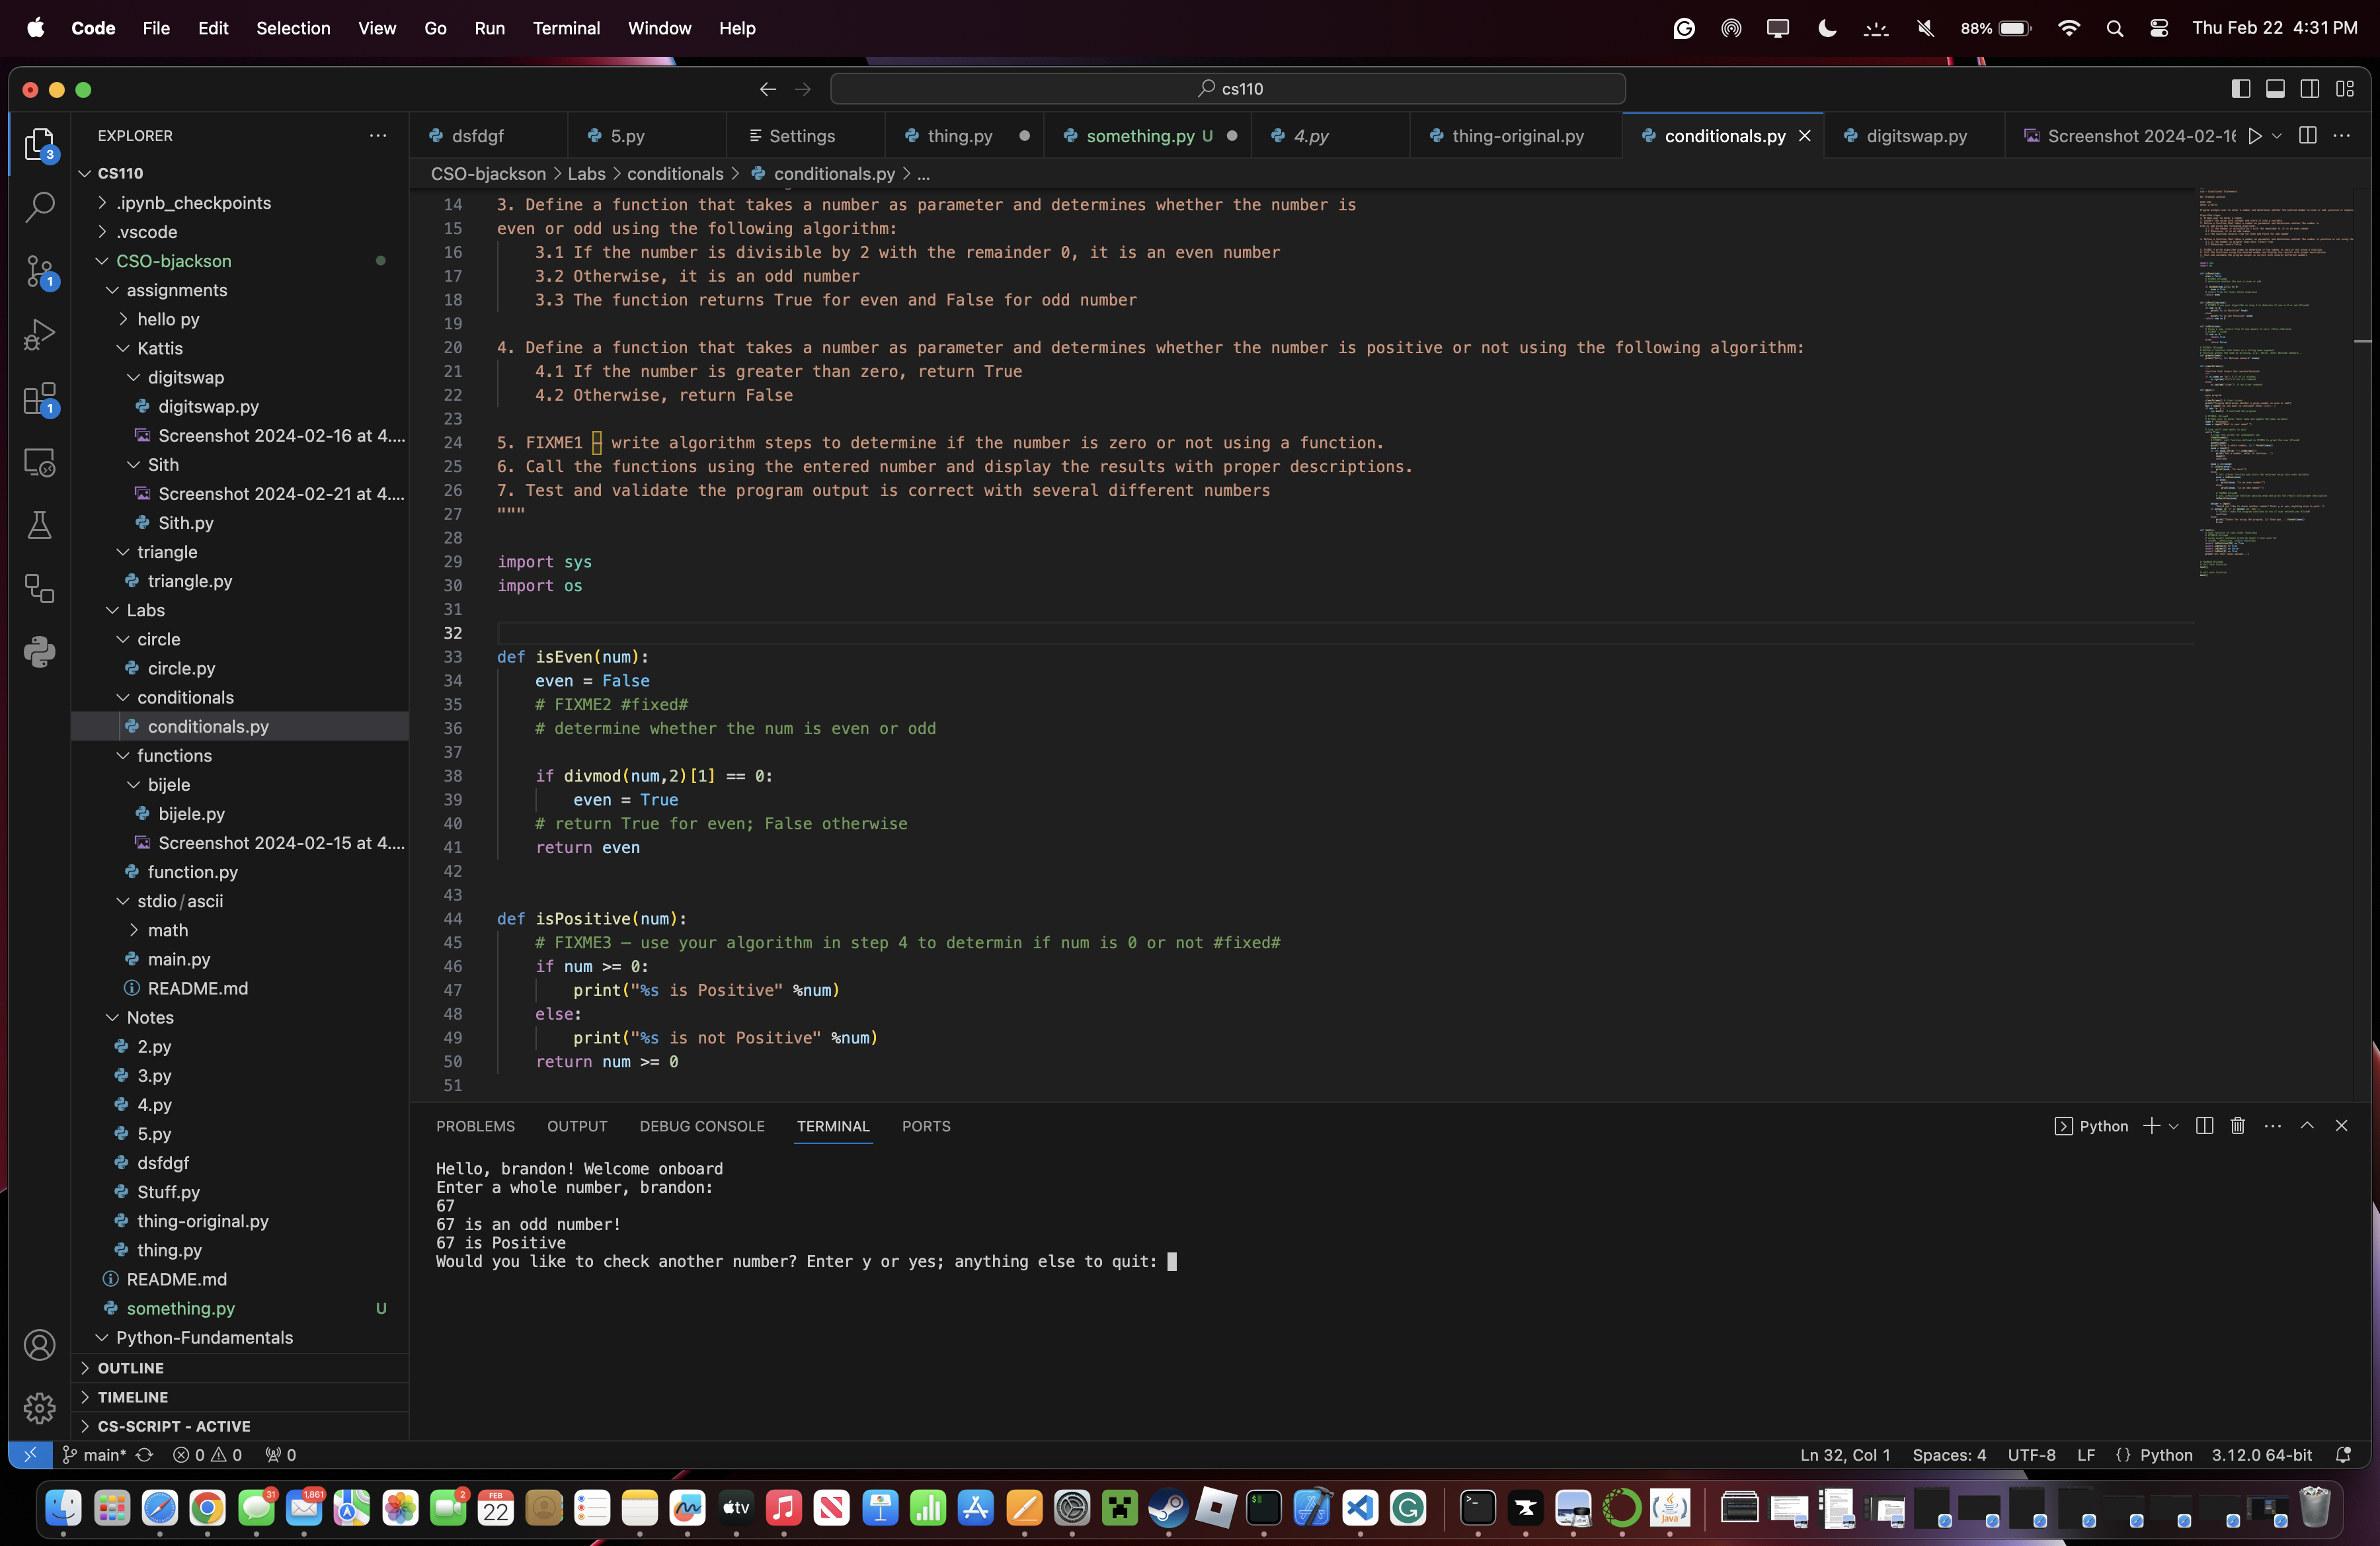 Code File Edit Selection View Go Run Terminal Window Help 88% Thu Feb 22 4:31 PM
cs110
EXPLORER
dsfdgf 5.py Settings thing.py something.py U 4.py thing-original.py conditionals.py digitswap.py Screenshot 2024-02-16
CSO-bjackson > Labs > conditionals > conditionals.py > ...
3
CS110
.ipynb_checkpoints
.vscode
CSO-bjackson
1
assignments
hello py
Kattis
digitswap
digitswap.py
1
Screenshot 2024-02-16 at 4....
Sith
Screenshot 2024-02-21 at 4....
Sith.py
triangle
triangle.py
Labs
circle
circle.py
conditionals
conditionals.py
functions
bijele
bijele.py
Screenshot 2024-02-15 at 4....
function.py
stdio/ascii
math
main.py
README.md
Notes
2.py
3.py
4.py
5.py
dsfdgf
Stuff.py
thing-original.py
thing.py
README.md
something.py U
Python-Fundamentals
OUTLINE
TIMELINE
CS-SCRIPT - ACTIVE
14 3. Define a function that takes a number as parameter and determines whether the number is
15 even or odd using the following algorithm:
16 3.1 If the number is divisible by 2 with the remainder 0, it is an even number
17 3.2 Otherwise, it is an odd number
18 3.3 The function returns True for even and False for odd number
19
20 4. Define a function that takes a number as parameter and determines whether the number is positive or not using the following algorithm:
21 4.1 If the number is greater than zero, return True
22 4.2 Otherwise, return False
23
24 5. FIXME1 – write algorithm steps to determine if the number is zero or not using a function.
25 6. Call the functions using the entered number and display the results with proper descriptions.
26 7. Test and validate the program output is correct with several different numbers
27 """
28
29 import sys
30 import os
31
32
33 def isEven(num):
34 even = False
35 # FIXME2 #fixed#
36 # determine whether the num is even or odd
37
38 if divmod(num,2)[1] == 0:
39 even = True
40 # return True for even; False otherwise
41 return even
42
43
44 def isPositive(num):
45 # FIXME3 – use your algorithm in step 4 to determin if num is 0 or not #fixed#
46 if num >= 0:
47 print("%s is Positive" %num)
48 else:
49 print("%s is not Positive" %num)
50 return num >= 0
51
PROBLEMS OUTPUT DEBUG CONSOLE TERMINAL PORTS Python
Hello, brandon! Welcome onboard
Enter a whole number, brandon:
67
67 is an odd number!
67 is Positive
Would you like to check another number? Enter y or yes; anything else to quit:
main* 0 0 0 Ln 32, Col 1 Spaces: 4 UTF-8 LF {} Python 3.12.0 64-bit
31 1,861 2 FEB 22 tv Java